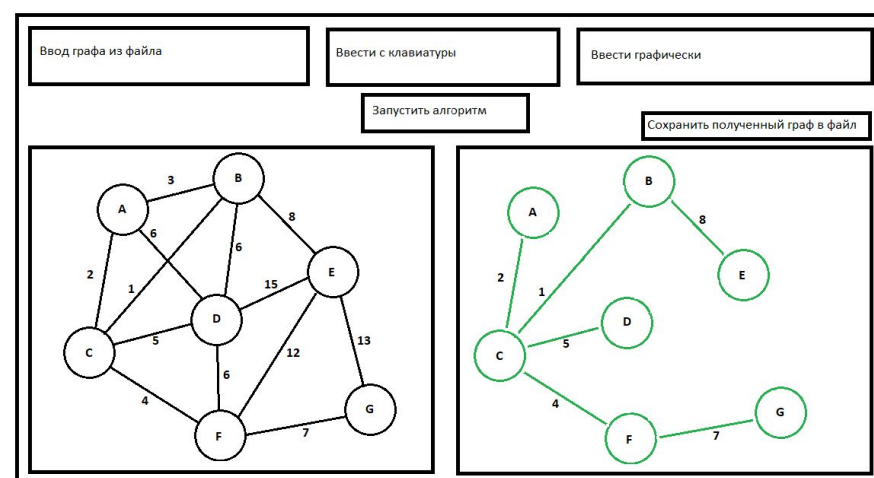 Ввод графа из файла
Ввести с клавиатуры
Ввести графически
Запустить алгоритм
Сохранить полученный граф в файл
3
B
A
6
8
6
2
1
15
E
D
5
C
12
13
6
4
G
F
7
B
A
8
2
1
E
D
5
C
4
G
F
7